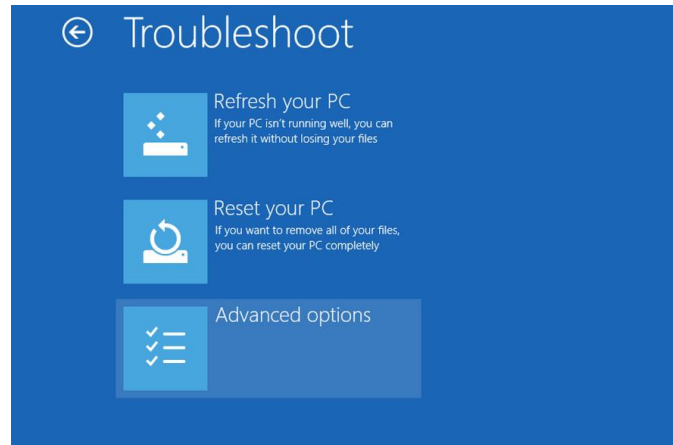 Troubleshoot
Refresh your PC
If your PC isn't running well, you can
refresh it without losing your files
Reset your PC
If you want to remove all of your files,
you can reset your PC completely
Advanced options